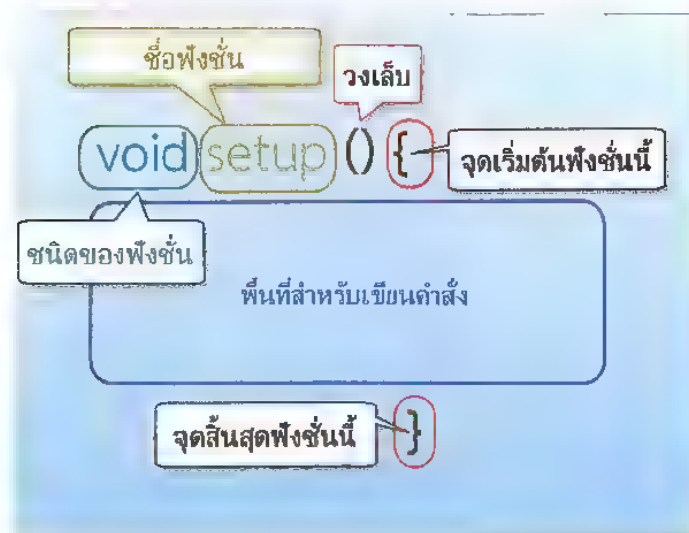 ชื่อฟังชั่น
วงเล็บ
void setup () {
จุดเริ่มต้นฟังชั่นนี้
ชนิดของฟังชั่น
พื้นที่สำหรับเขียนคำสั่ง
จุดสิ้นสุดฟังชั่นนี้
}